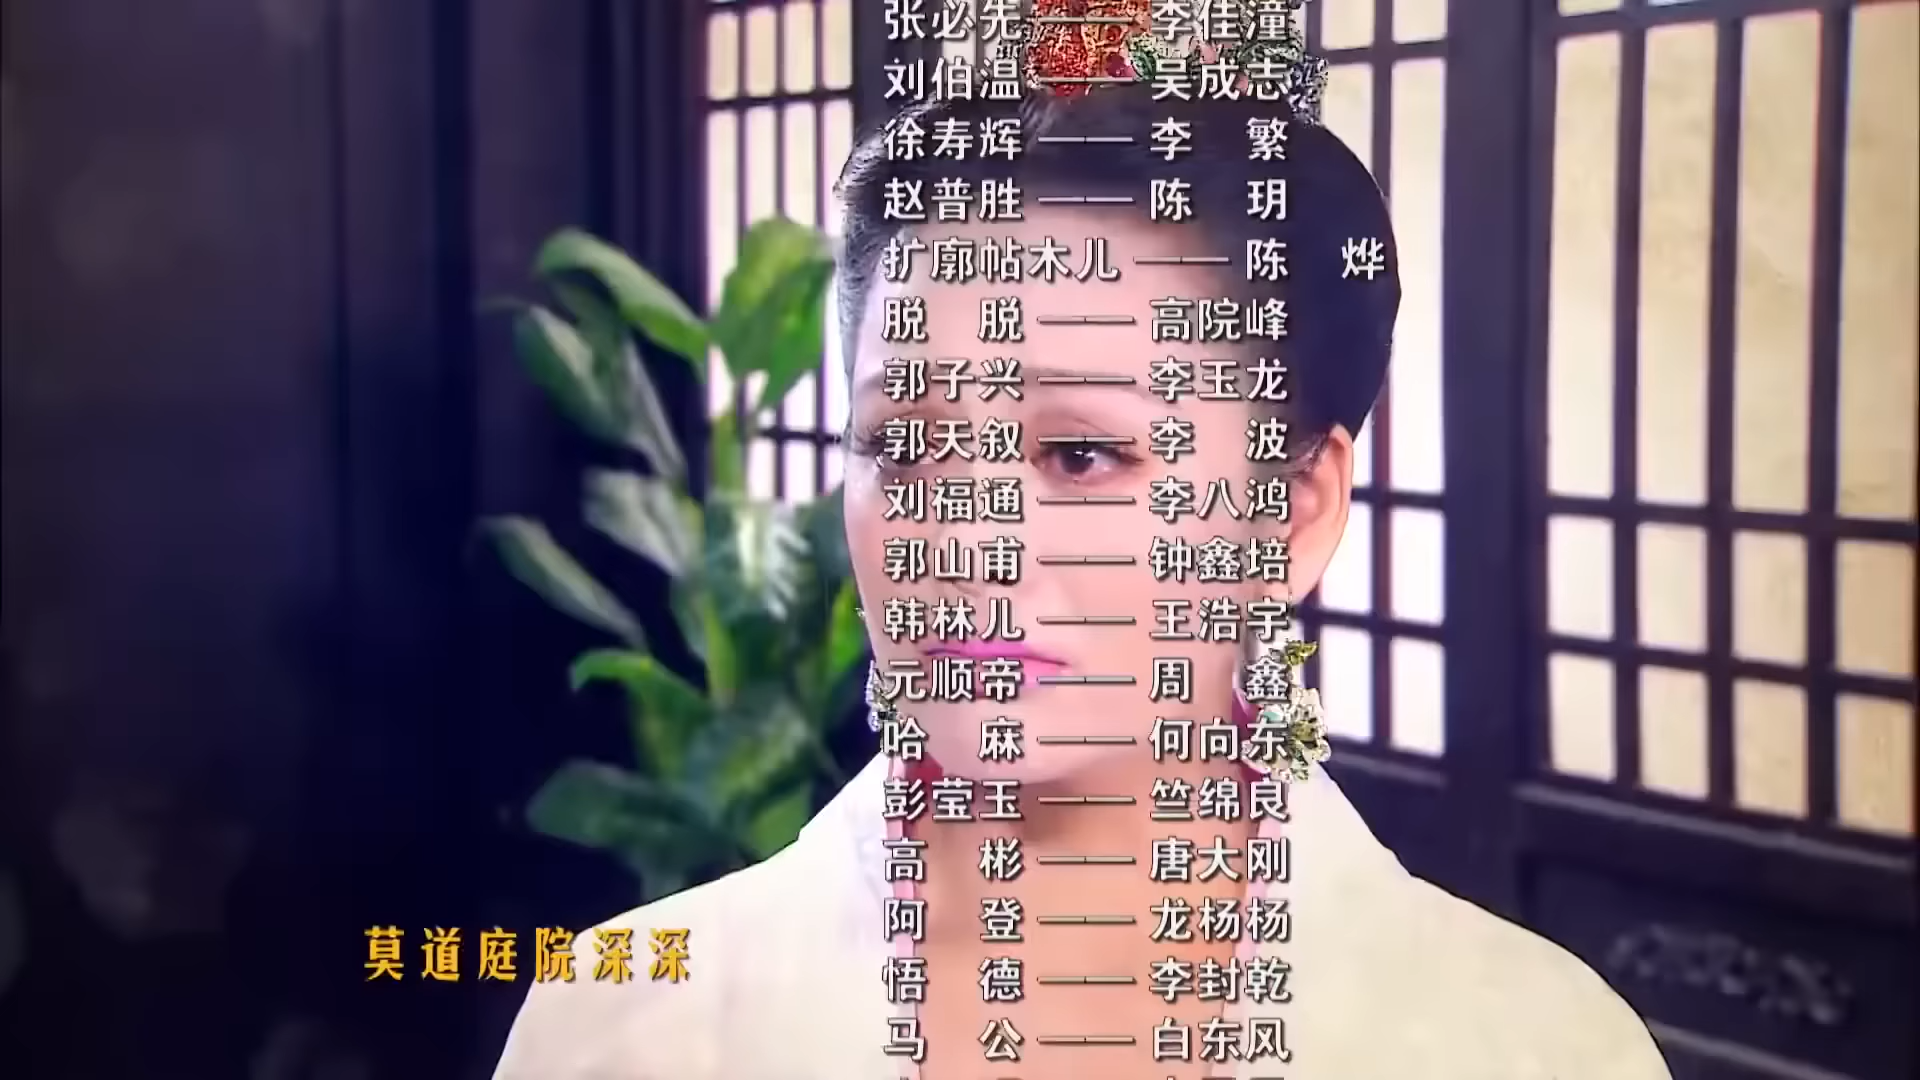 张必先——李佳潼
刘伯温——吴成志
徐寿辉——李 繁
赵普胜——陈 玥
扩廓帖木儿——陈 烨
脱 脱——高院峰
郭子兴——李玉龙
郭天叙——李 波
刘福通——李八鸿
郭山甫——钟鑫培
韩林儿——王浩宇
元顺帝——周 鑫
哈 麻——何向东
彭莹玉——竺绵良
高 彬——唐大刚
阿 登——龙杨杨
莫道庭院深深
悟 德——李封乾
马 公——白东风